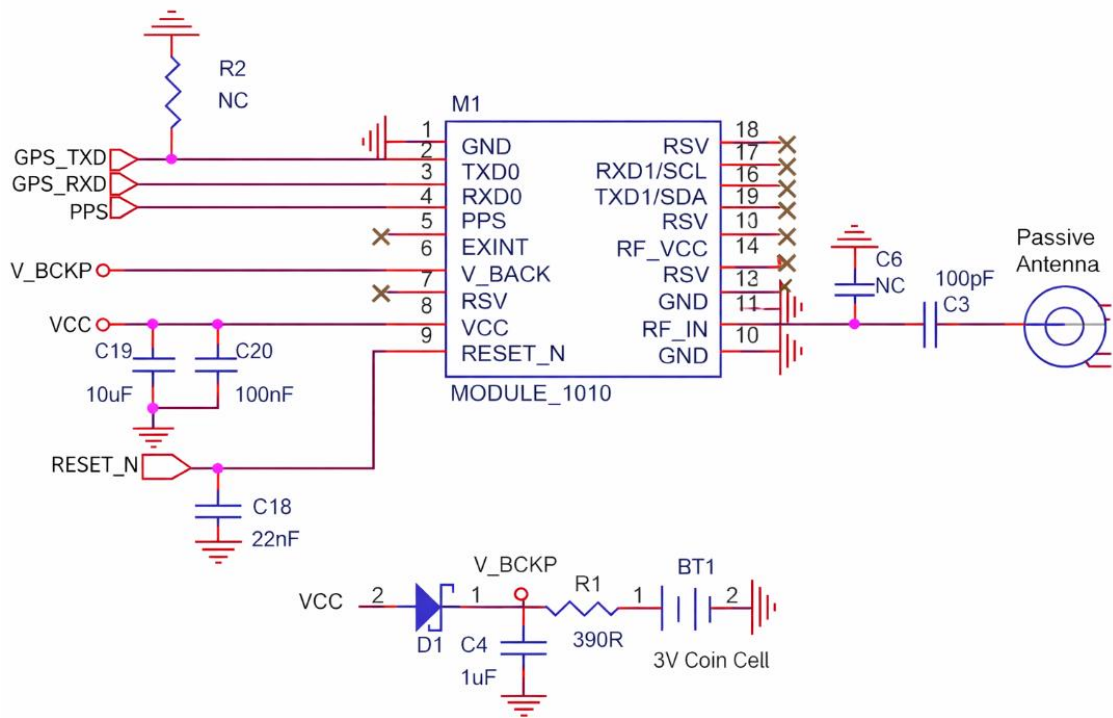 R2
NC
M1
GPS_TXD
GPS_RXD
PPS
V_BCKP
VCC
C19
10uF
C20
100nF
RESET_N
C18
22nF
1
2
3
4
5
6
7
8
9
GND
TXD0
RXD0
PPS
EXINT
V_BACK
RSV
VCC
RESET_N
RSV
RXD1/SCL
TXD1/SDA
RSV
RF_VCC
RSV
GND
RF_IN
GND
18
17
16
19
13
14
13
11
10
MODULE_1010
C6
NC
100pF
C3
Passive
Antenna
VCC
2
D1
1
V_BCKP
C4
1uF
R1
390R
1
BT1
2
3V Coin Cell